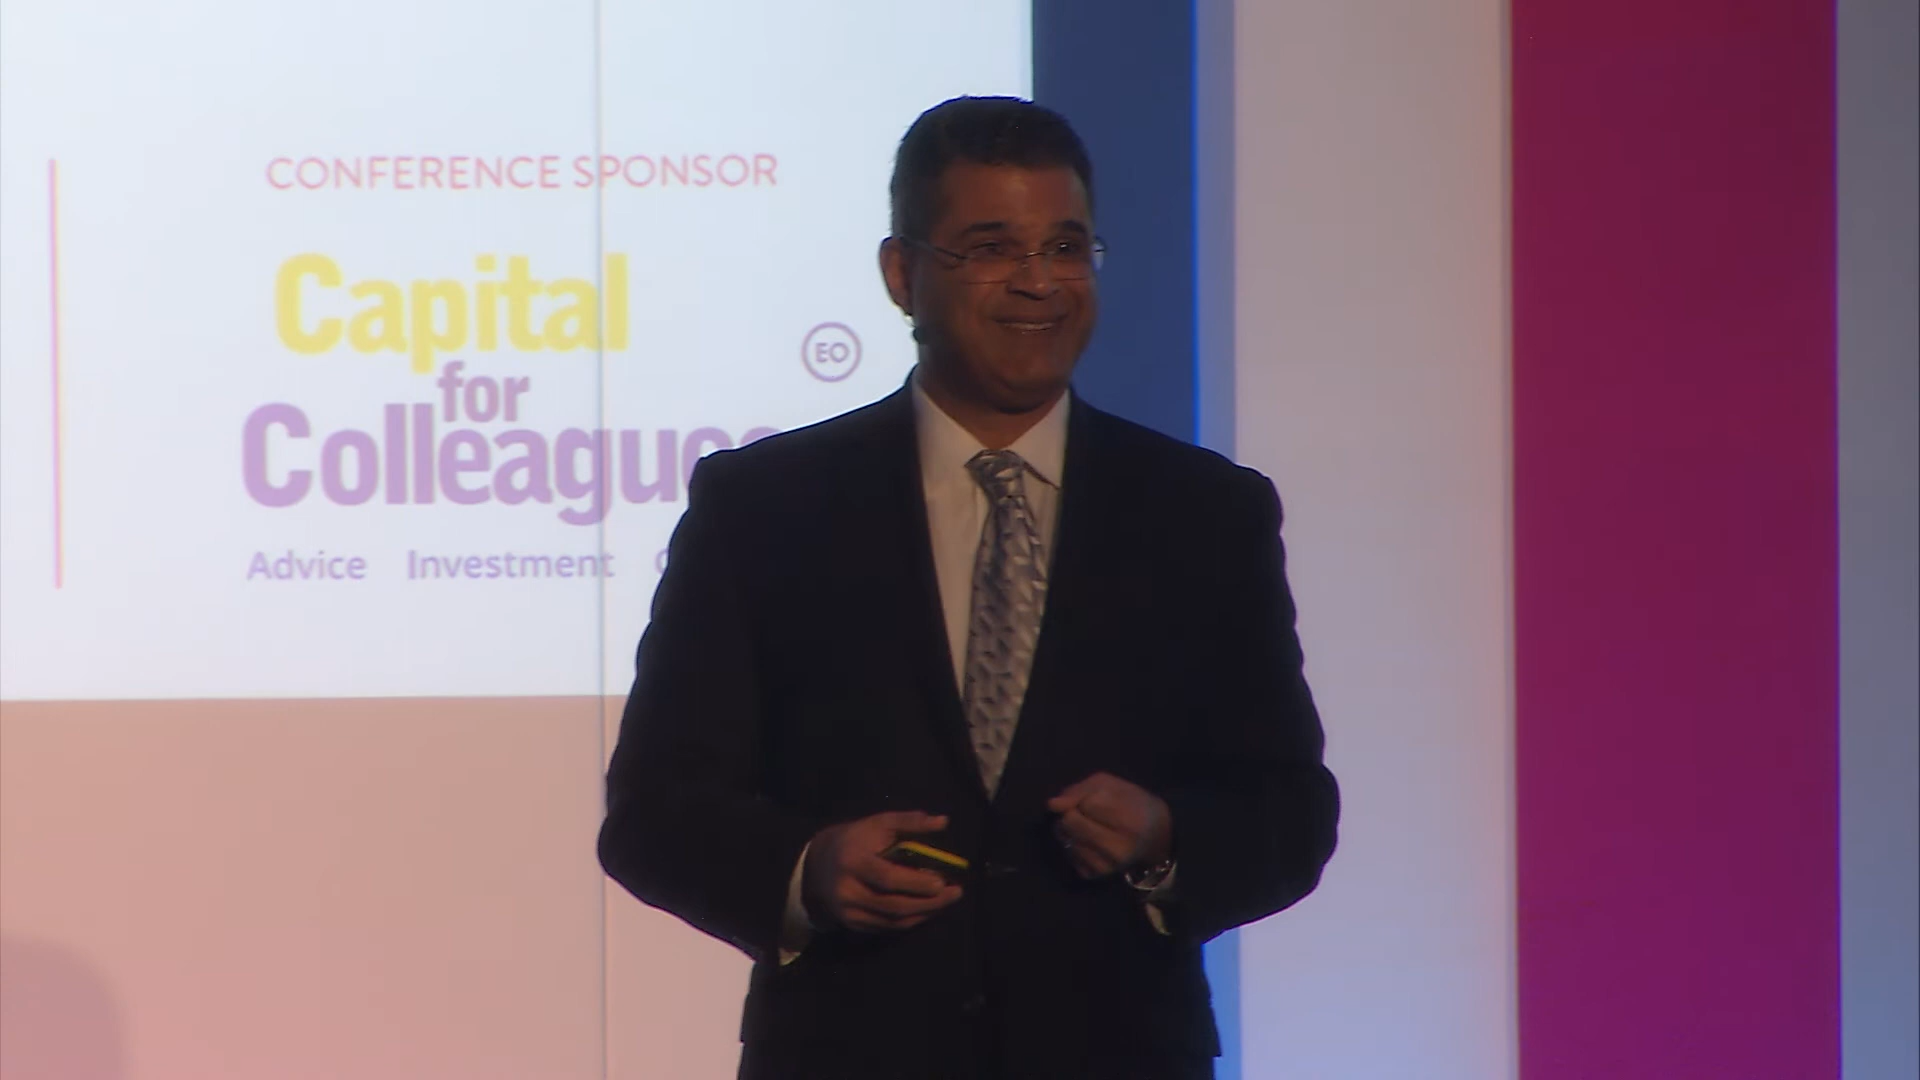 CONFERENCE SPONSOR
Capital
EO
for
Advice Investment